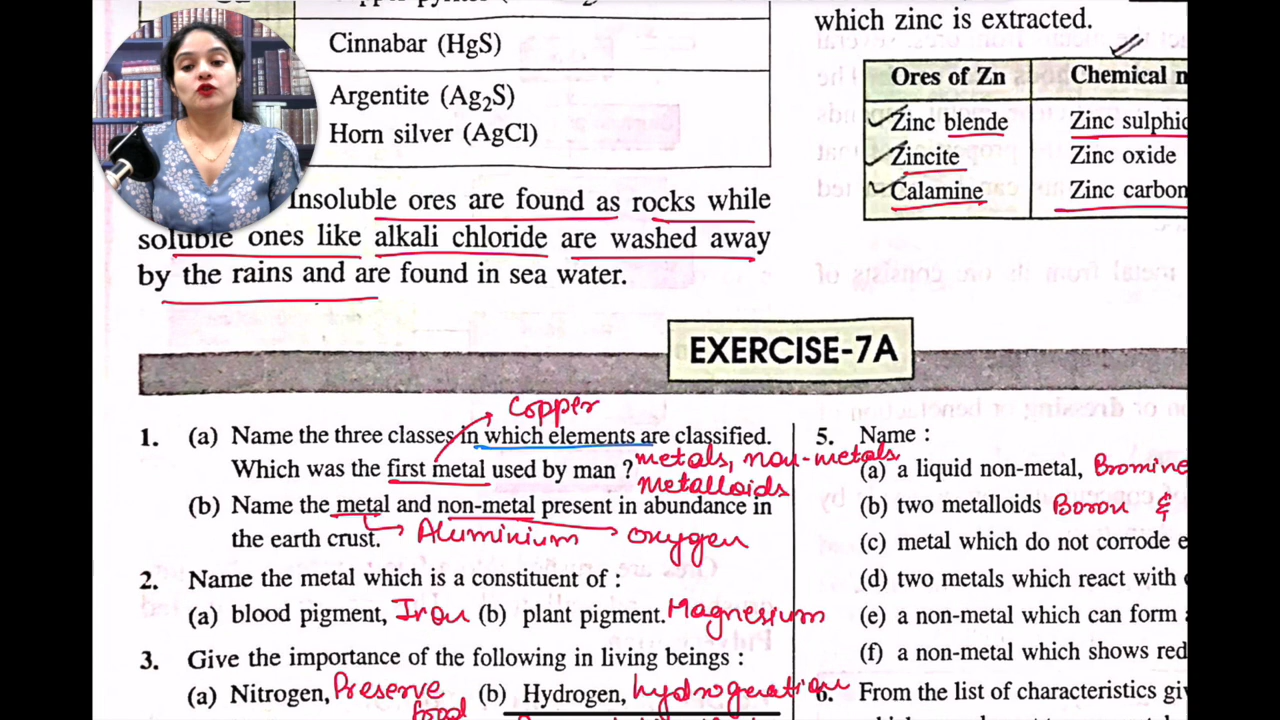 Cinnabar (HgS)
Argentite (Ag₂S)
Horn silver (AgCl)
Insoluble ores are found as rocks while
soluble ones like alkali chloride are washed away
by the rains and are found in sea water.
which zinc is extracted.
Ores of Zn Chemical n
Zinc blende Zinc sulphid
Zincite Zinc oxide
Calamine Zinc carbon
EXERCISE-7A
copper
1. (a) Name the three classes in which elements are classified.
Which was the first metal used by man ? metals, non-metals
metalloids
(b) Name the metal and non-metal present in abundance in
the earth crust. Aluminium oxygen
2. Name the metal which is a constituent of :
(a) blood pigment, Iron (b) plant pigment. Magnesium
3. Give the importance of the following in living beings :
(a) Nitrogen, Preserve (b) Hydrogen, hydrogeration
food
5. Name :
(a) a liquid non-metal, Bromine
(b) two metalloids Boron &
(c) metal which do not corrode e
(d) two metals which react with
(e) a non-metal which can form
(f) a non-metal which shows red
6. From the list of characteristics giv